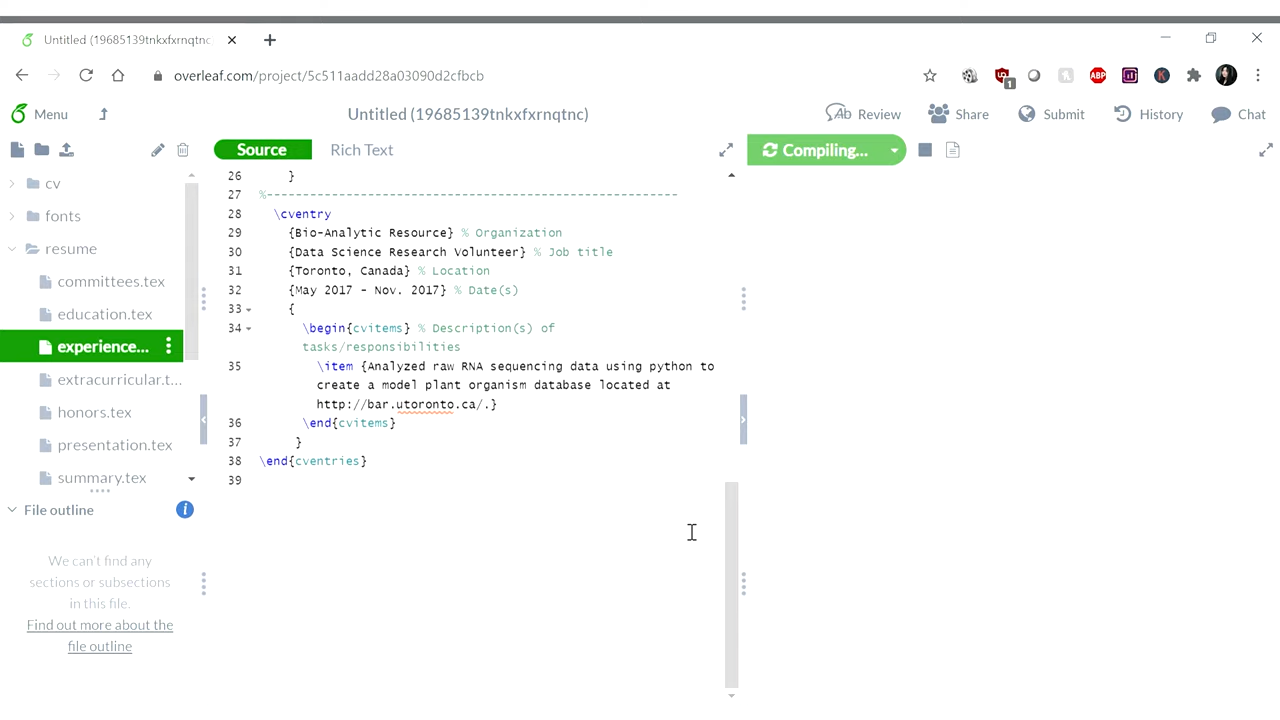 Untitled (19685139tnkxfxrnqtnc
overleaf.com/project/5c511aadd28a03090d2cfbcb
1
ABP
K
Menu
Untitled (19685139tnkxfxrnqtnc)
Review
Share
Submit
History
Chat
Source
Rich Text
Compiling...
cv
fonts
resume
committees.tex
education.tex
experience...
extracurricular.t...
honors.tex
presentation.tex
summary.tex
File outline
We can't find any
sections or subsections
in this file.
Find out more about the
file outline
26 }
27 %---------------------------------------------------------
28 \cventry
29 {Bio-Analytic Resource} % Organization
30 {Data Science Research Volunteer} % Job title
31 {Toronto, Canada} % Location
32 {May 2017 - Nov. 2017} % Date(s)
33 {
34 \begin{cvitems} % Description(s) of
tasks/responsibilities
35 \item {Analyzed raw RNA sequencing data using python to
create a model plant organism database located at
http://bar.utoronto.ca/.}
36 \end{cvitems}
37 }
38 \end{cventries}
39